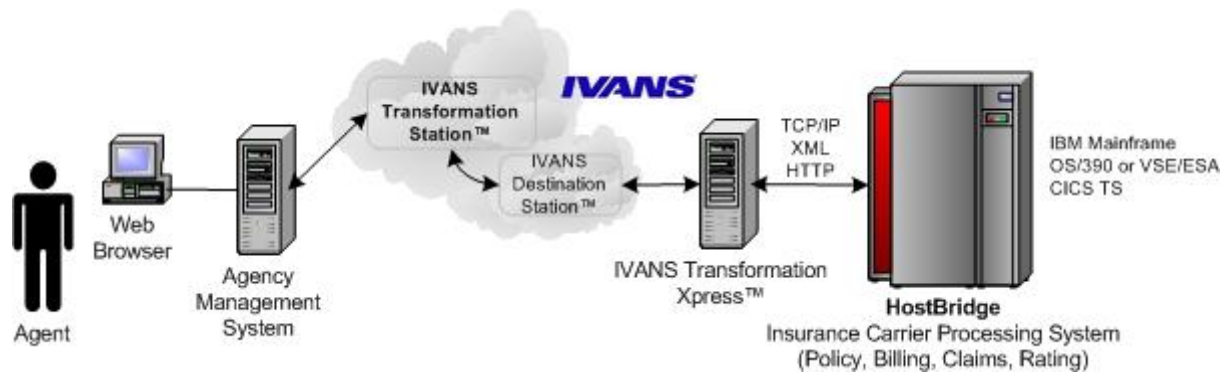 IVANS
Transformation
Station™
IVANS
IVANS
Destination
Station™
TCP/IP
XML
HTTP
IBM Mainframe
OS/390 or VSE/ESA
CICS TS
Web
Browser
Agent
Agency
Management
System
IVANS Transformation
Xpress™
HostBridge
Insurance Carrier Processing System
(Policy, Billing, Claims, Rating)